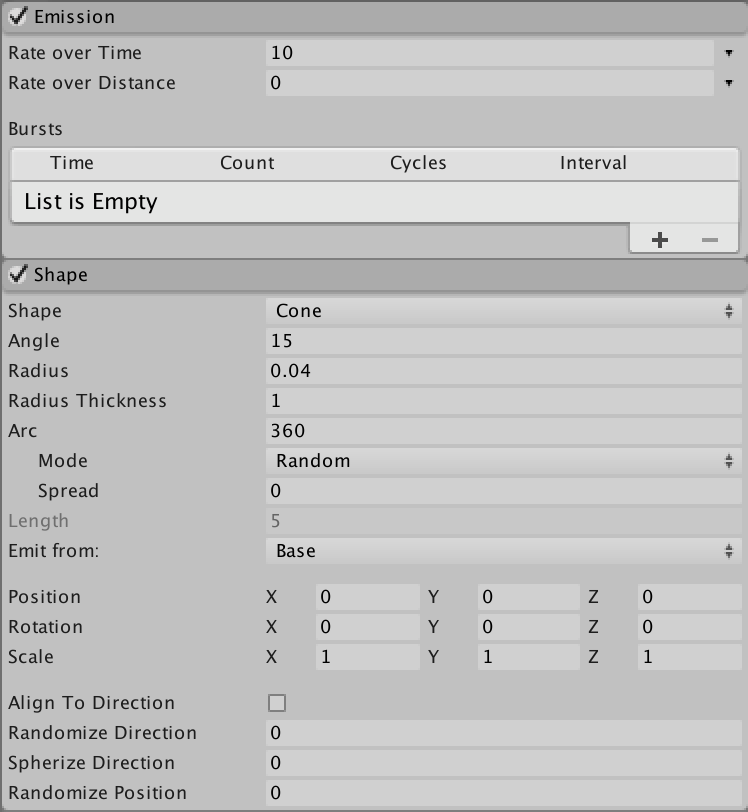 Emission
Rate over Time 10
Rate over Distance 0
Bursts
Time Count Cycles Interval
List is Empty
Shape
Shape Cone
Angle 15
Radius 0.04
Radius Thickness 1
Arc 360
Mode Random
Spread 0
Length 5
Emit from: Base
Position X 0 Y 0 Z 0
Rotation X 0 Y 0 Z 0
Scale X 1 Y 1 Z 1
Align To Direction
Randomize Direction 0
Spherize Direction 0
Randomize Position 0